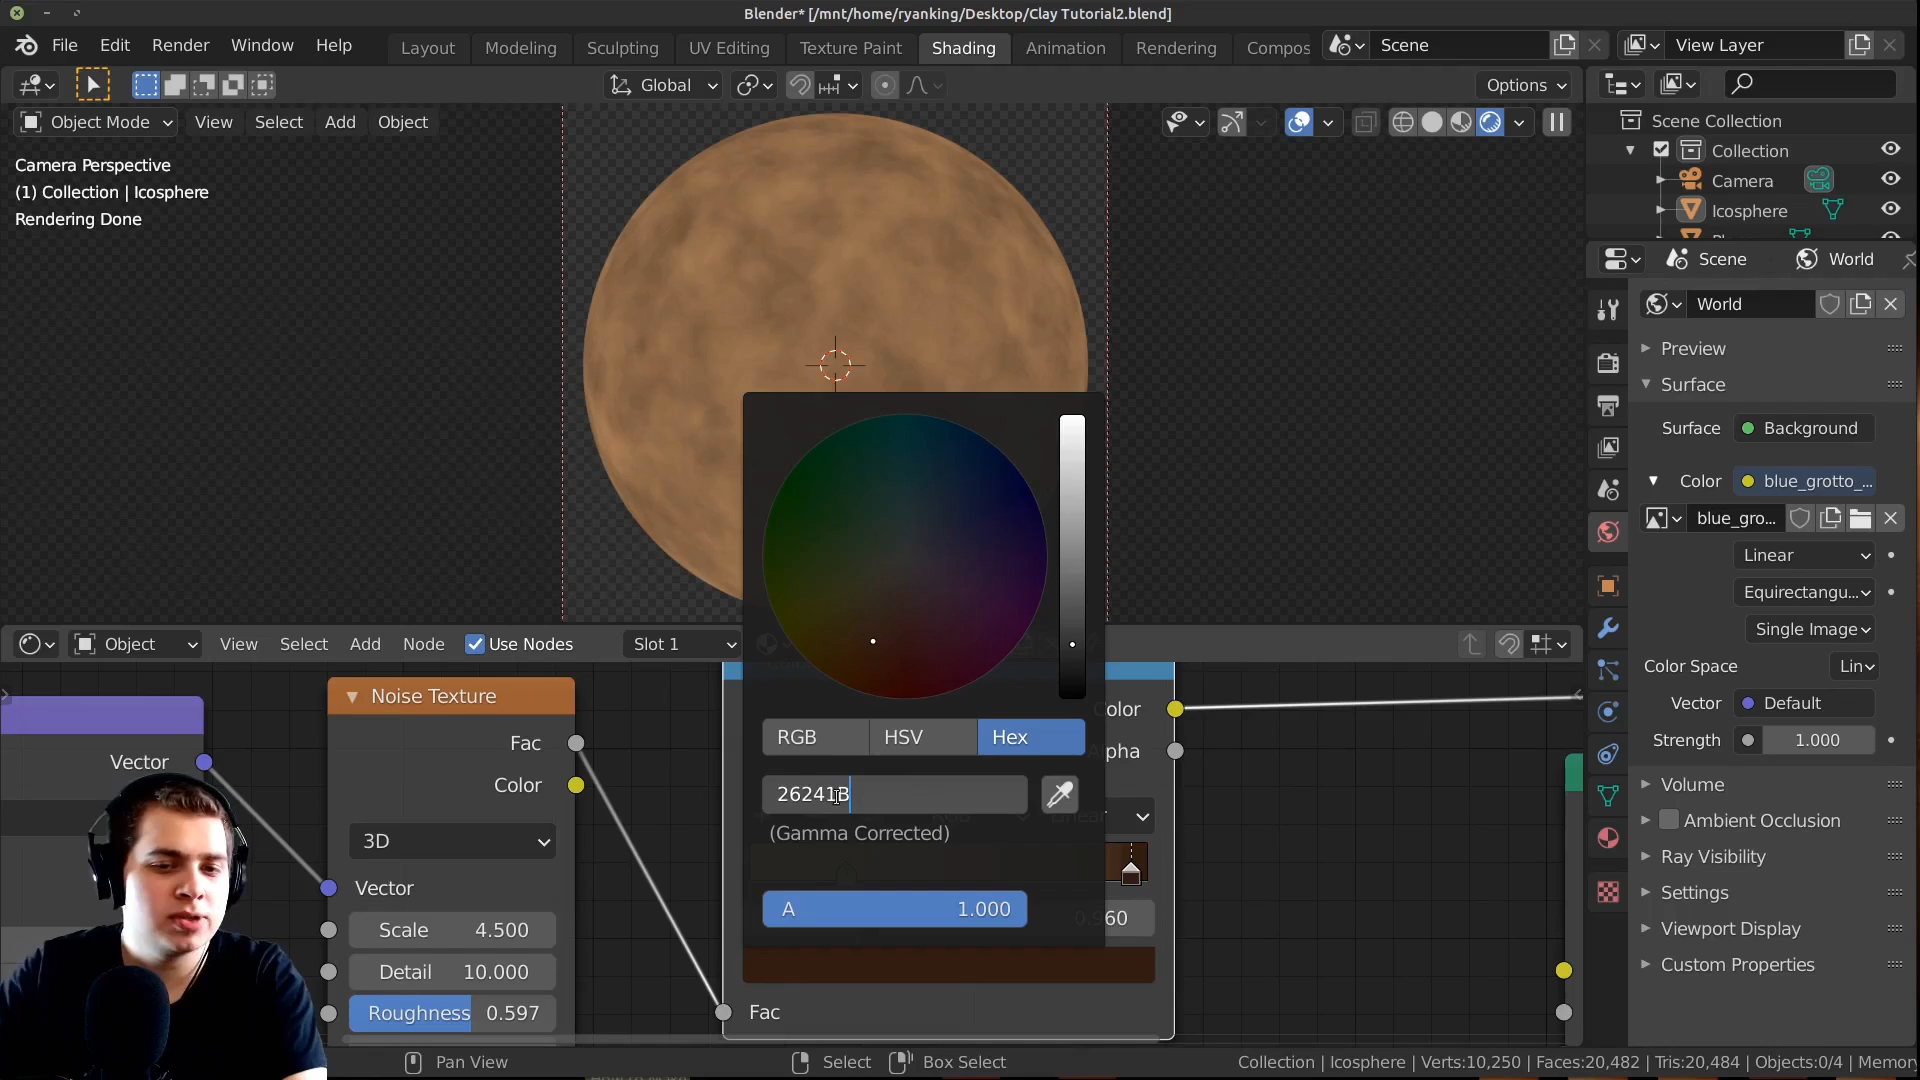 Blender* [/mnt/home/ryanking/Desktop/Clay Tutorial2.blend]
File Edit Render Window Help Layout Modeling Sculpting UV Editing Texture Paint Shading Animation Rendering Compos Scene View Layer
Global Options
Object Mode View Select Add Object
Camera Perspective
(1) Collection | Icosphere
Rendering Done
Scene Collection
Collection
Camera
Icosphere
Scene World
World
Preview
Surface
Surface Background
Color blue_grotto_...
blue_gro...
Linear
Equirectangu...
Single Image
Color Space Lin
Vector Default
Strength 1.000
Volume
Ambient Occlusion
Ray Visibility
Settings
Viewport Display
Custom Properties
Object View Select Add Node Use Nodes Slot 1
Vector
Noise Texture
Fac
Color
3D
Vector
Scale 4.500
Detail 10.000
Roughness 0.597
RGB HSV Hex
26241B
(Gamma Corrected)
A 1.000
Color
Alpha
Fac
Pan View Select Box Select Collection | Icosphere | Verts:10,250 | Faces:20,482 | Tris:20,484 | Objects:0/4 | Memory